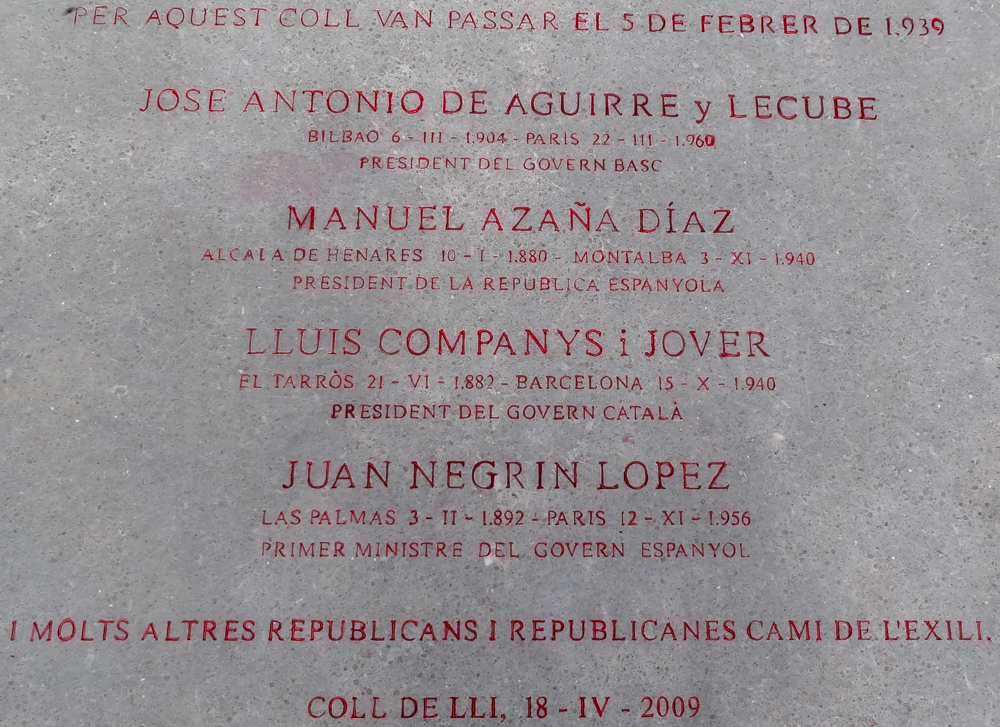 PER AQUEST COLL VAN PASSAR EL 5 DE FEBRER DE 1.939
JOSE ANTONIO DE AGUIRRE y LECUBE
BILBAO 6 - III - 1.904 - PARIS 22 - III - 1.960
PRESIDENT DEL GOVERN BASC
MANUEL AZAÑA DÍAZ
ALCALA DE HENARES 10 - I - 1.880 - MONTALBA 3 - XI - 1.940
PRESIDENT DE LA REPUBLICA ESPANYOLA
LLUIS COMPANYS i JOVER
EL TARRÒS 21 - VI - 1.882 - BARCELONA 15 - X - 1.940
PRESIDENT DEL GOVERN CATALÀ
JUAN NEGRIN LOPEZ
LAS PALMAS 3 - II - 1.892 - PARIS 12 - XI - 1.956
PRIMER MINISTRE DEL GOVERN ESPANYOL
I MOLTS ALTRES REPUBLICANS I REPUBLICANES CAMI DE L'EXILI.
COLL DE LLI, 18 - IV - 2009